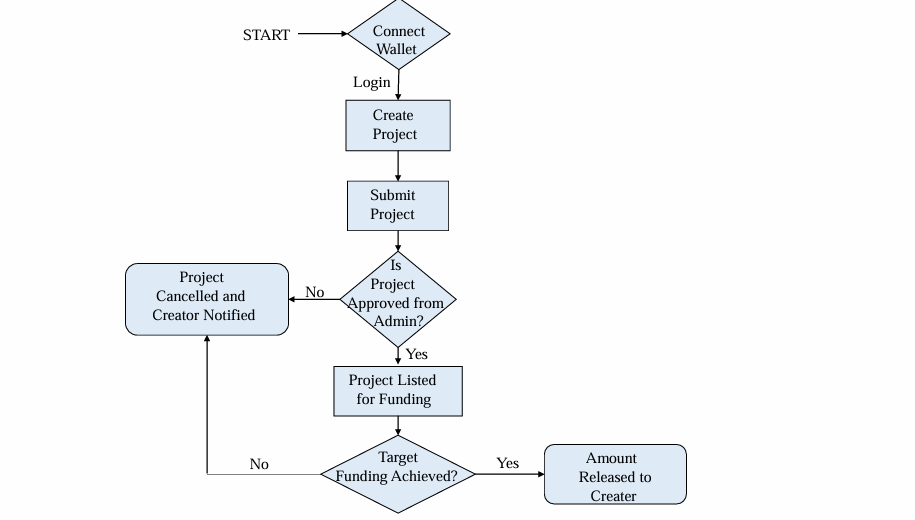 START
Connect
Wallet
Login
Create
Project
Submit
Project
Is
Project
Approved from
Admin?
No
Project
Cancelled and
Creator Notified
Yes
Project Listed
for Funding
Target
Funding Achieved?
No
Yes
Amount
Released to
Creater